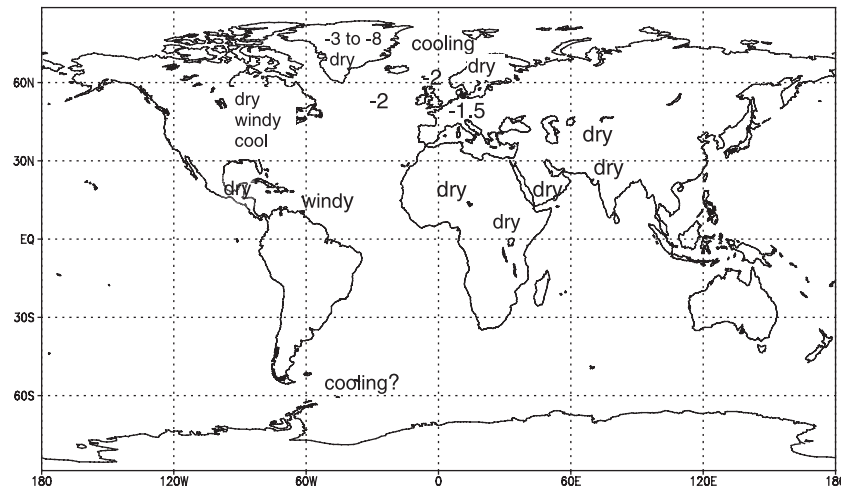 -3 to -8
cooling
dry
dry
-2
60N
dry
-2
windy
-1.5
cool
dry
30N
dry
dry
dry
dry
windy
dry
EQ
30S
cooling?
60S
180
120W
60W
0
60E
120E
180